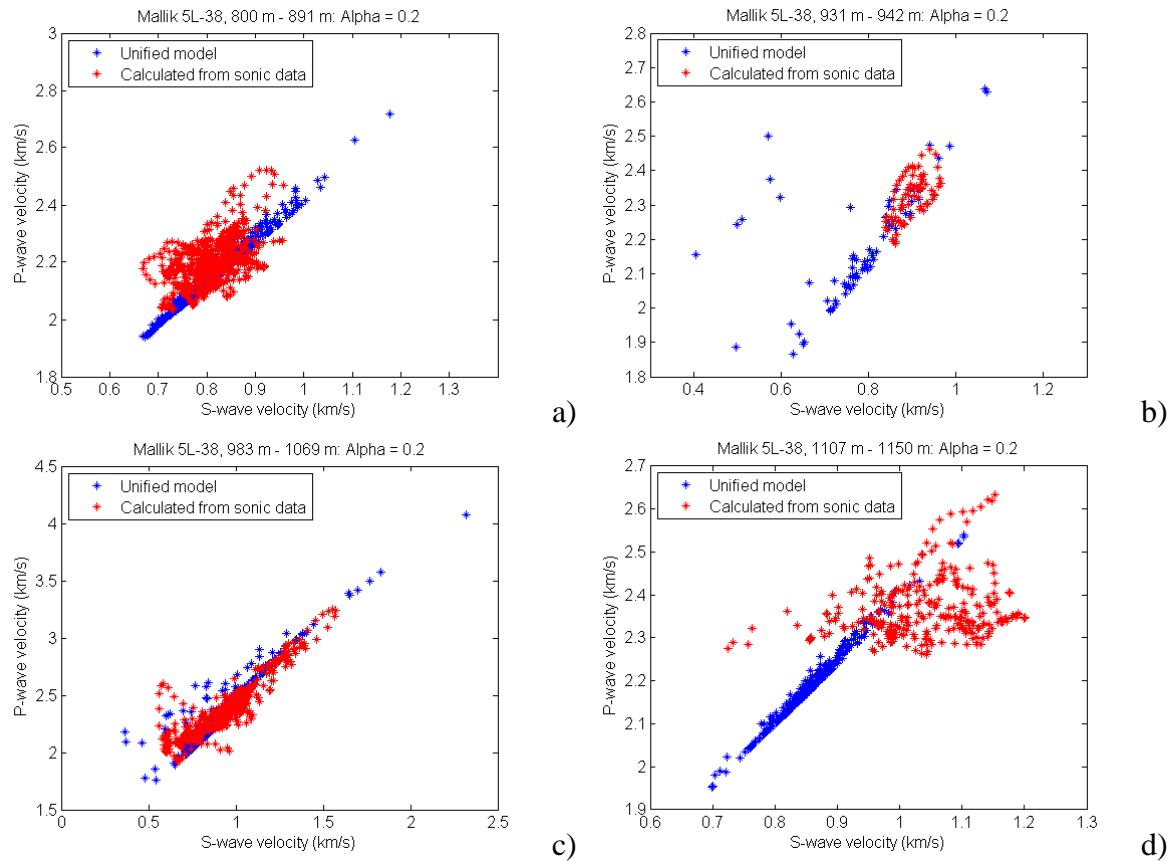 Mallik 5L-38, 800 m - 891 m: Alpha = 0.2
3
2.8
2.6
2.4
2.2
2
1.8
P-wave velocity (km/s)
Unified model
Calculated from sonic data
0.5 0.6 0.7 0.8 0.9 1 1.1 1.2 1.3
S-wave velocity (km/s)
a)
Mallik 5L-38, 931 m - 942 m: Alpha = 0.2
2.8
2.7
2.6
2.5
2.4
2.3
2.2
2.1
2
1.9
1.8
P-wave velocity (km/s)
Unified model
Calculated from sonic data
0.4 0.6 0.8 1 1.2
S-wave velocity (km/s)
b)
Mallik 5L-38, 983 m - 1069 m: Alpha = 0.2
4.5
4
3.5
3
2.5
2
1.5
P-wave velocity (km/s)
Unified model
Calculated from sonic data
0 0.5 1 1.5 2 2.5
S-wave velocity (km/s)
c)
Mallik 5L-38, 1107 m - 1150 m: Alpha = 0.2
2.7
2.6
2.5
2.4
2.3
2.2
2.1
2
1.9
P-wave velocity (km/s)
Unified model
Calculated from sonic data
0.6 0.7 0.8 0.9 1 1.1 1.2 1.3
S-wave velocity (km/s)
d)